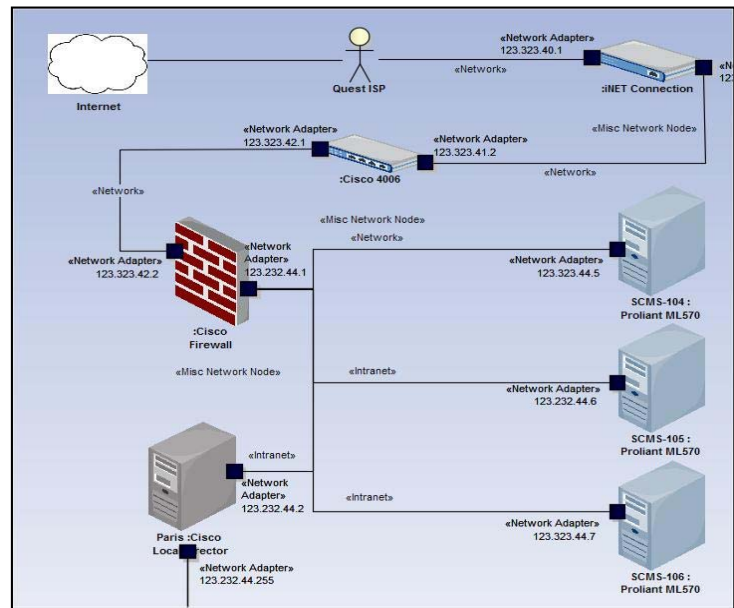 «Network Adapter»
123.323.40.1
Internet
Quest ISP
«Network»
:iNET Connection
«Misc Network Node»
«Network Adapter»
123.323.42.1
«Network Adapter»
123.323.41.2
:Cisco 4006
«Network»
«Network»
«Misc Network Node»
«Network»
«Network Adapter»
123.323.42.2
«Network
Adapter»
123.232.44.1
:Cisco
Firewall
«Network Adapter»
123.323.44.5
SCMS-104 :
Proliant ML570
«Misc Network Node»
«Intranet»
«Network Adapter»
123.232.44.6
SCMS-105 :
Proliant ML570
«Intranet»
«Network
Adapter»
123.232.44.2
Paris :Cisco
«Intranet»
«Network Adapter»
123.323.44.7
SCMS-106 :
Proliant ML570
«Network Adapter»
123.232.44.255